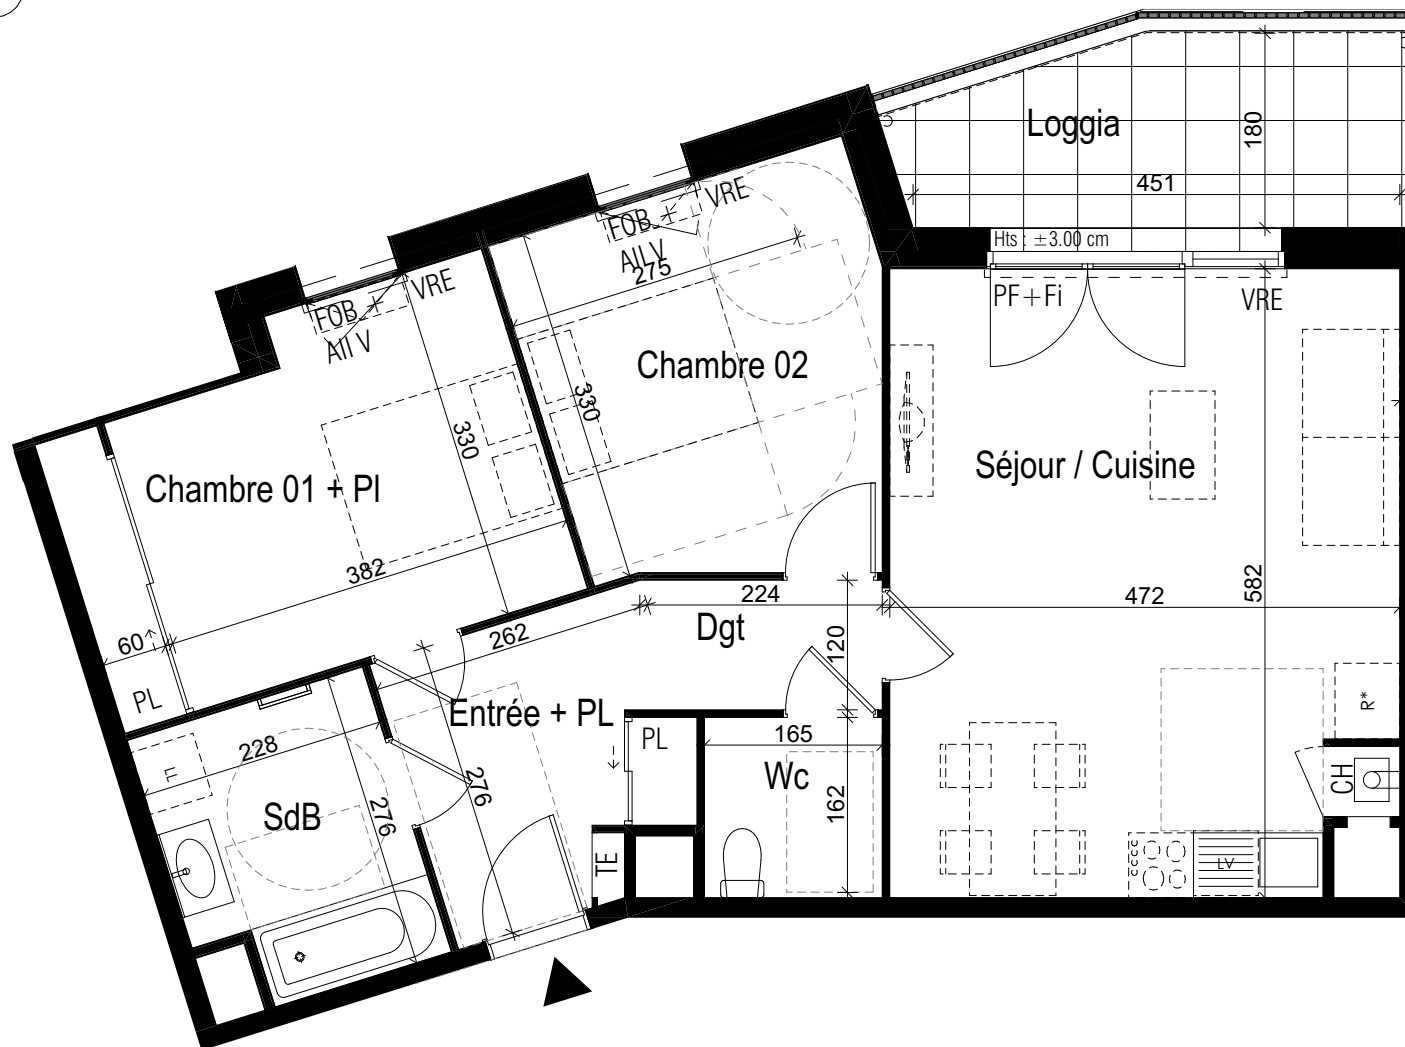 Loggia
180
451
Hts : ±3.00 cm
PF+Fi
VRE
FOB +
All V
VRE
275
Chambre 02
330
FOB +
All V
VRE
330
Chambre 01 + Pl
382
60
PL
Séjour / Cuisine
472
582
224
Dgt
120
262
Entrée + PL
PL
276
165
Wc
162
228
SdB
276
TE
R*
CH
LV